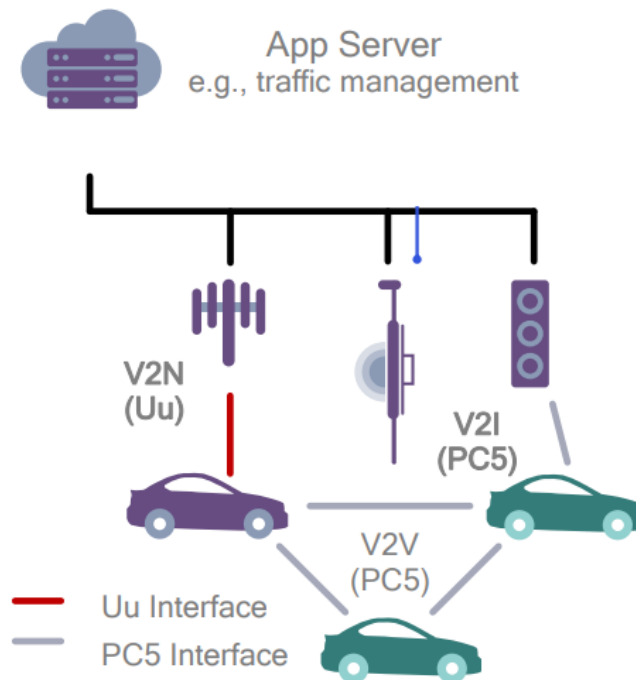 App Server
e.g., traffic management
V2N
(Uu)
V2I
(PC5)
V2V
(PC5)
Uu Interface
PC5 Interface